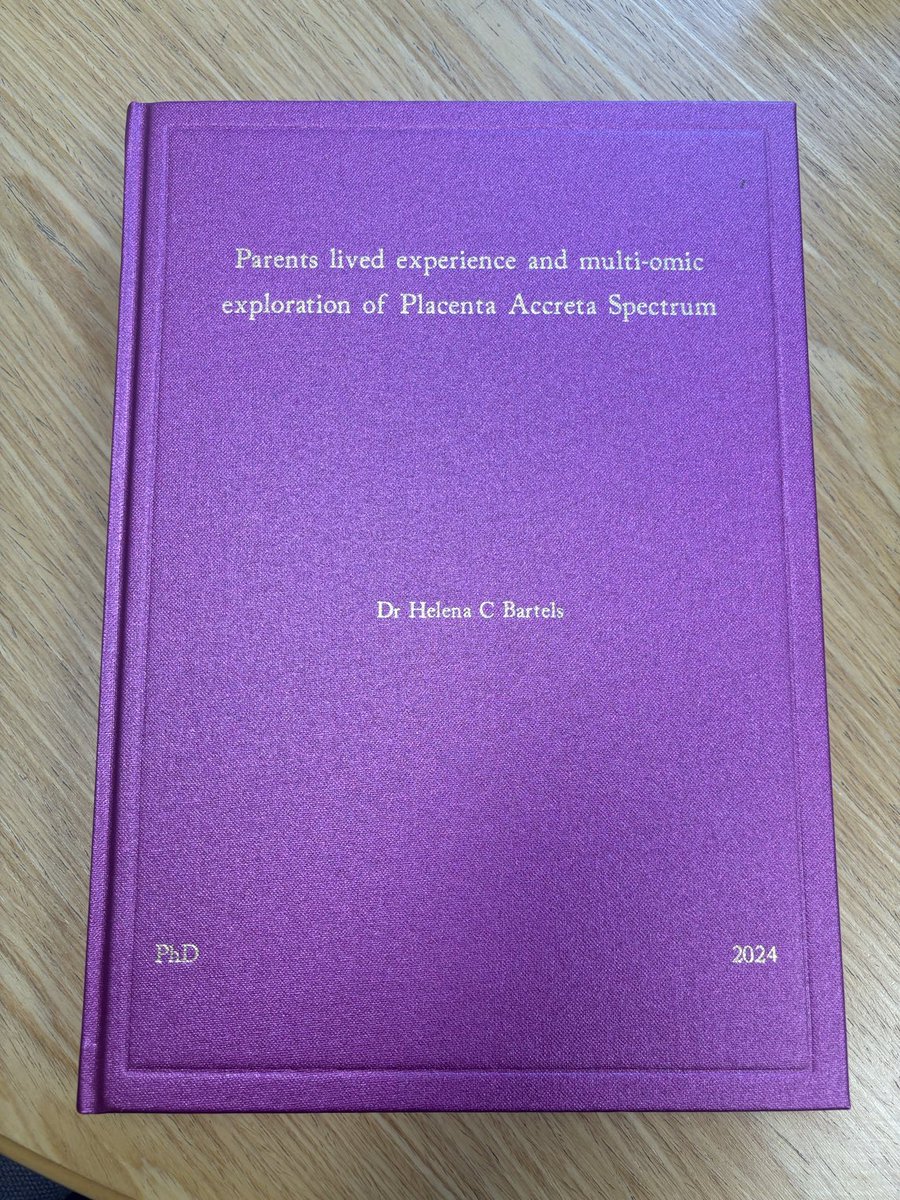 Parents lived experience and multi-omic
exploration of Placenta Accreta Spectrum
Dr Helena C Bartels
PhD 2024